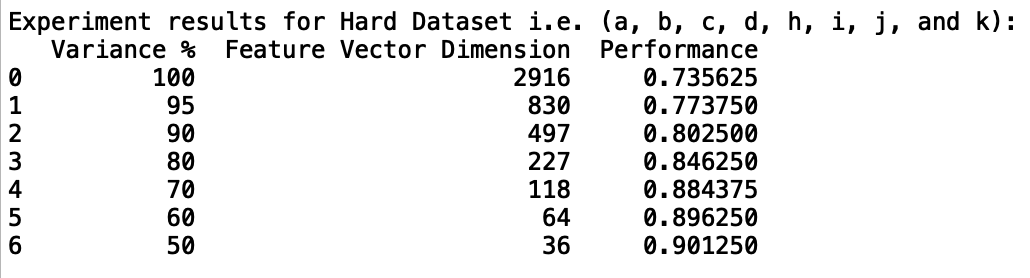 Experiment results for Hard Dataset i.e. (a, b, c, d, h, i, j, and k):
   Variance %  Feature Vector Dimension  Performance
0         100                      2916     0.735625
1          95                       830     0.773750
2          90                       497     0.802500
3          80                       227     0.846250
4          70                       118     0.884375
5          60                        64     0.896250
6          50                        36     0.901250